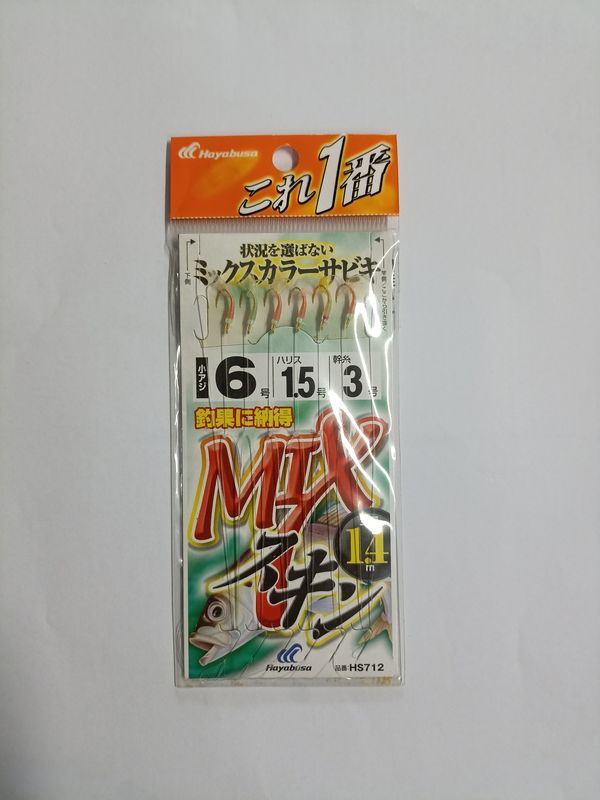 Hayabusa
これ1番
状況を選ばない
ミックスカラーサビキ
下側
小アジ 6号 ハリス 1.5号 幹糸 3号
釣果に納得
MIX
スキン
1.4m
Hayabusa
品番:HS712